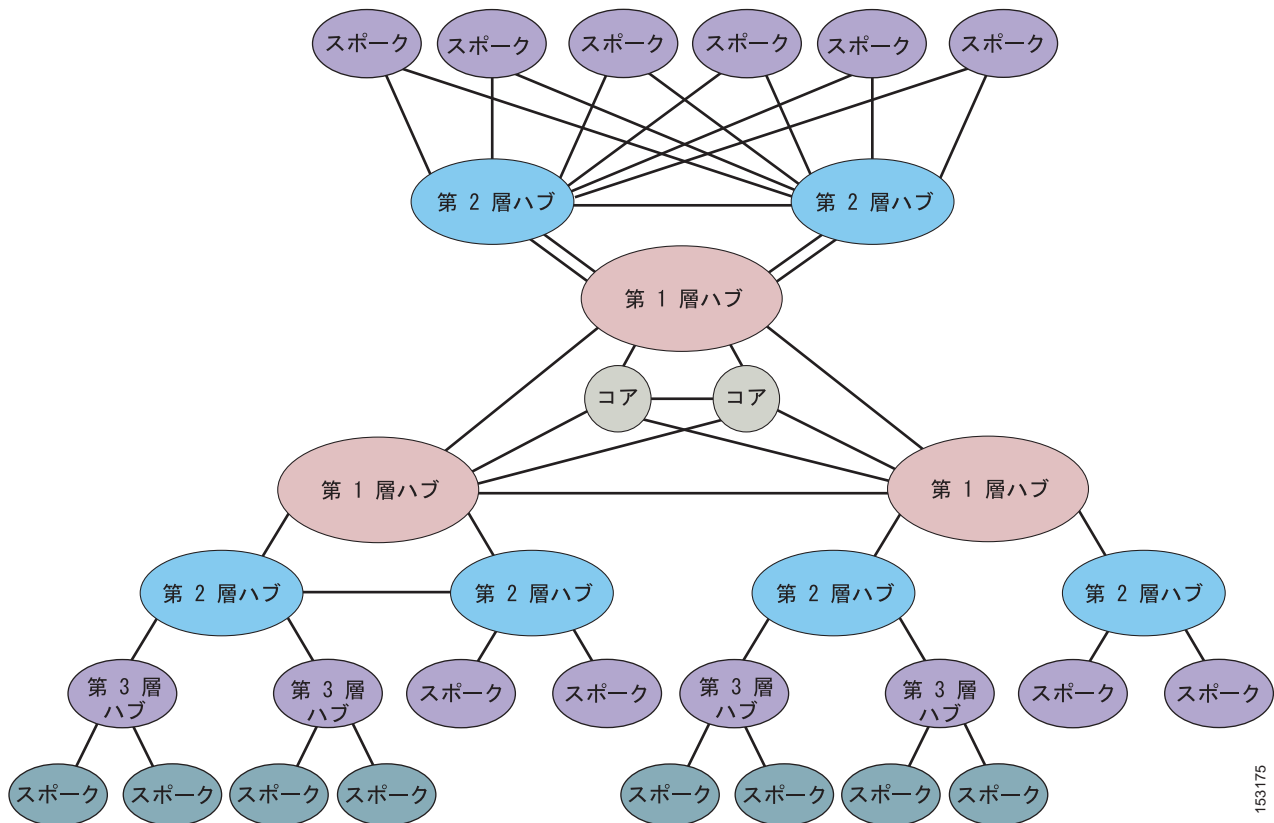 スポーク
スポーク
スポーク
スポーク
スポーク
スポーク
第 2 層ハブ
第 2 層ハブ
第 1 層ハブ
コア
コア
第 1 層ハブ
第 1 層ハブ
第 2 層ハブ
第 2 層ハブ
第 2 層ハブ
第 2 層ハブ
第 3 層
ハブ
第 3 層
ハブ
スポーク
スポーク
第 3 層
ハブ
第 3 層
ハブ
スポーク
スポーク
スポーク
スポーク
スポーク
スポーク
スポーク
スポーク
スポーク
スポーク
153175